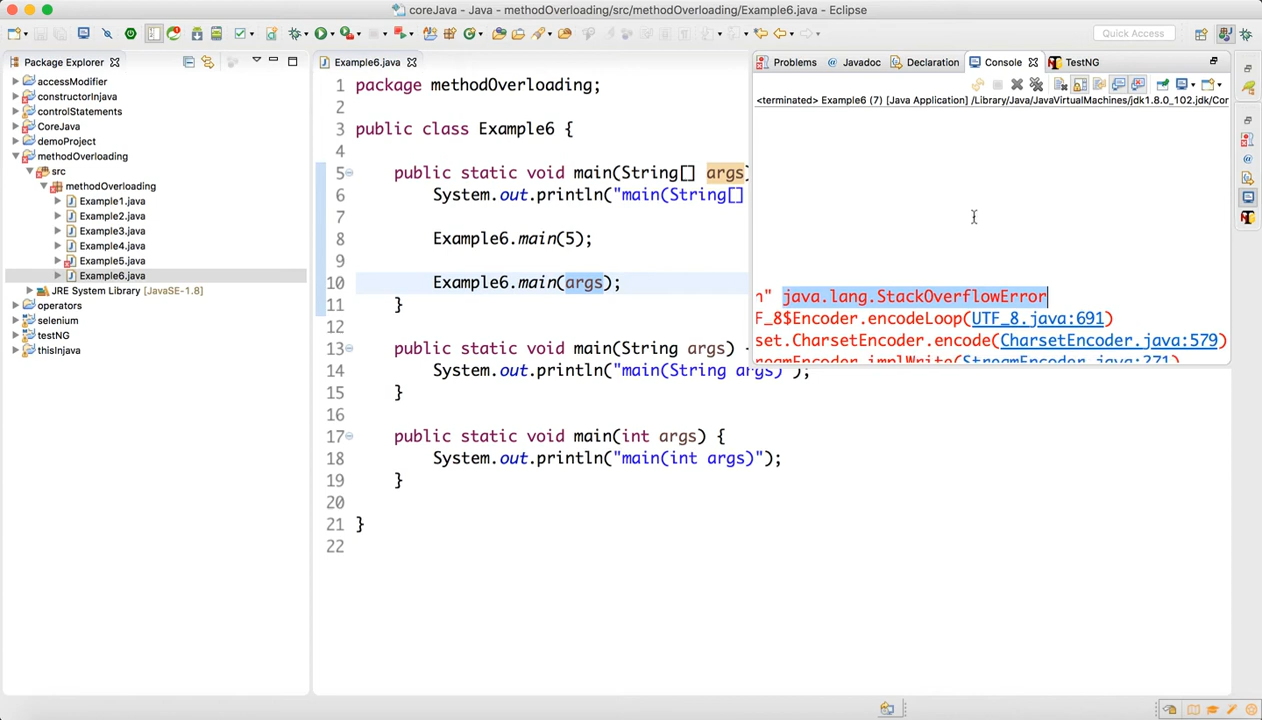 coreJava - Java - methodOverloading/src/methodOverloading/Example6.java - Eclipse
Quick Access
Package Explorer
accessModifier
constructorInjava
controlStatements
CoreJava
demoProject
methodOverloading
src
methodOverloading
Example1.java
Example2.java
Example3.java
Example4.java
Example5.java
Example6.java
JRE System Library [JavaSE-1.8]
operators
selenium
testNG
thisInjava
Example6.java
1 package methodOverloading;
2
3 public class Example6 {
4
5 public static void main(String[] args)
6 System.out.println("main(String[]
7
8 Example6.main(5);
9
10 Example6.main(args);
11 }
12
13 public static void main(String args)
14 System.out.println("main(String args)");
15 }
16
17 public static void main(int args) {
18 System.out.println("main(int args)");
19 }
20
21 }
22
Problems @ Javadoc Declaration Console TestNG
<terminated> Example6 (7) [Java Application] /Library/Java/JavaVirtualMachines/jdk1.8.0_102.jdk/Cor
n" java.lang.StackOverflowError
F_8$Encoder.encodeLoop(UTF_8.java:691)
set.CharsetEncoder.encode(CharsetEncoder.java:579)
reamEncoder.implWrite(StreamEncoder.java:271)